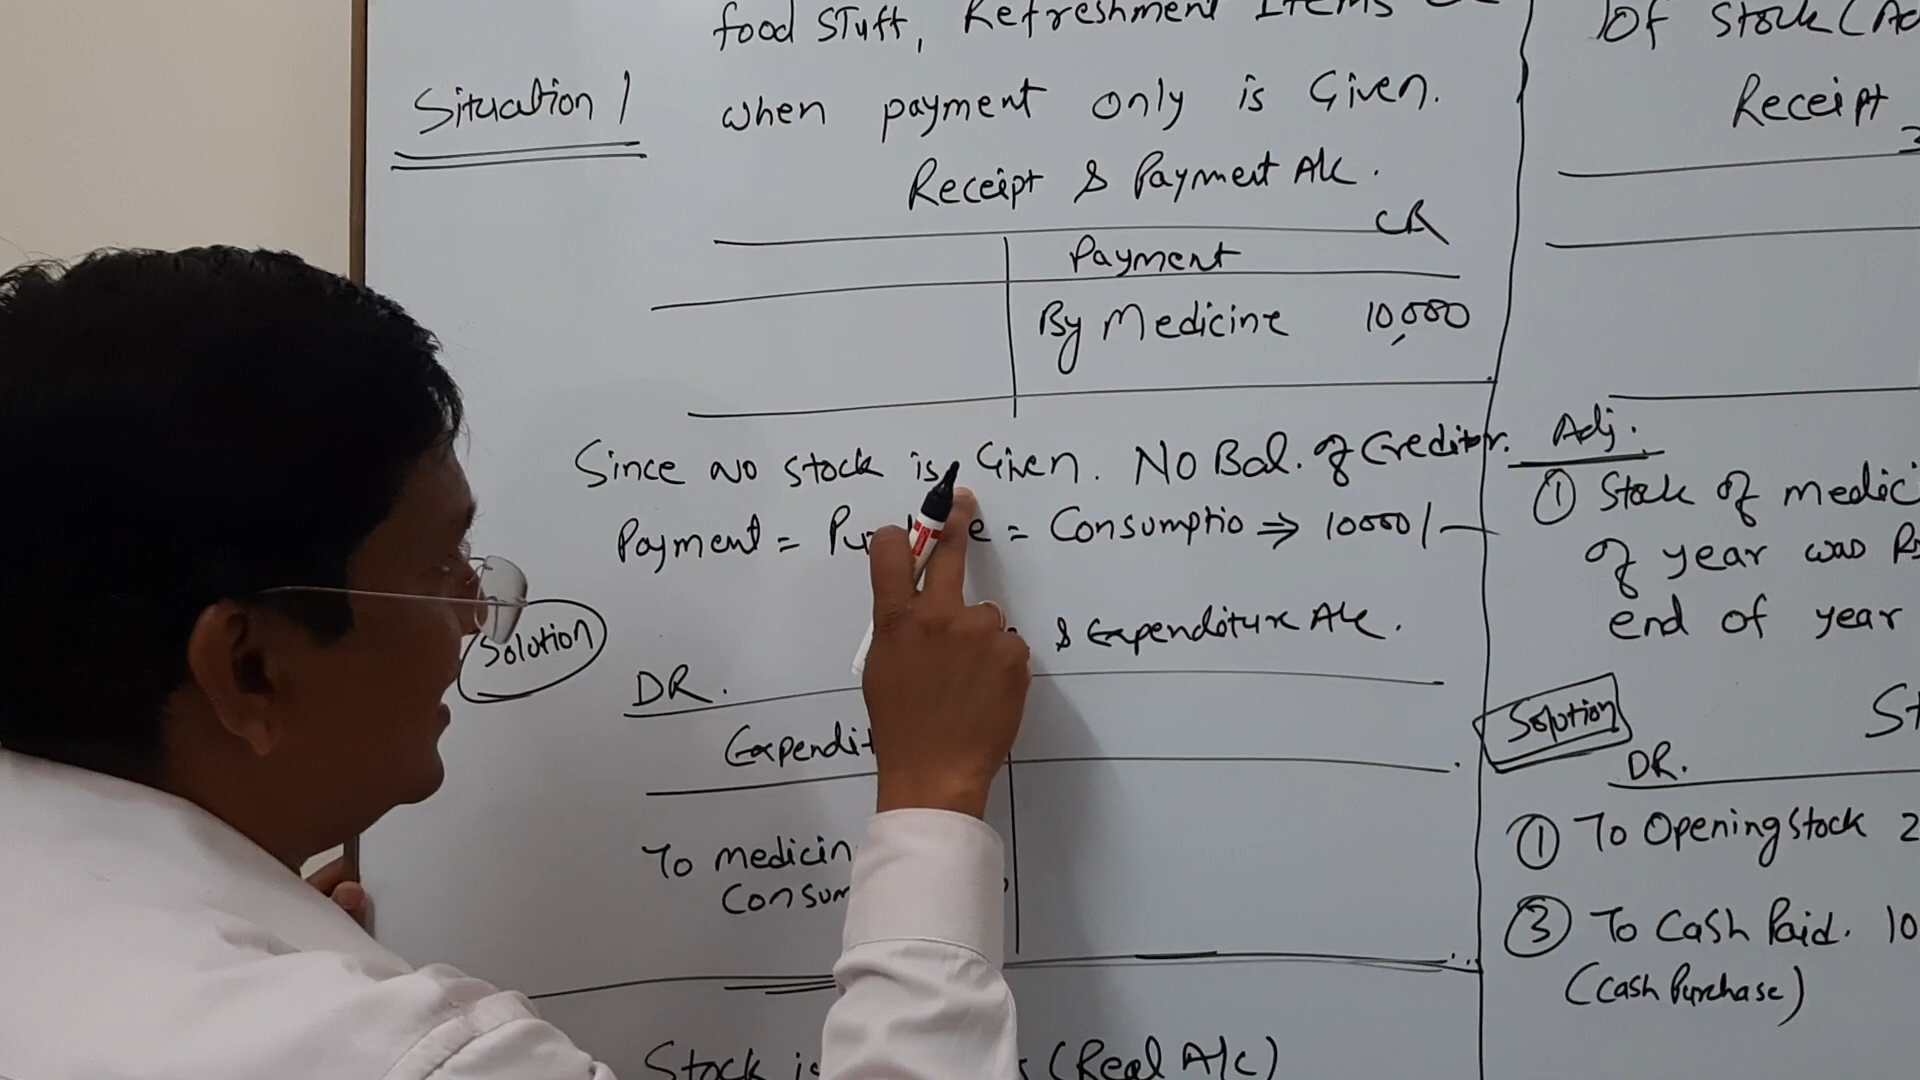 food Stuff, Refreshment Items
Situation 1
when payment only is Given.
Receipt & Payment A/c.
CR
Payment
By Medicine 10,000
Since No stock is Given. No Bal. of Creditor.
Payment = = Consumptio ⇒ 10000/-
Solution
& Expenditure A/c.
DR.
Expendit
To medicin
Consum
Stock is (Real A/c)
Of Stock (
Receipt
Adj.
① Stock of medic
of year was Rs
end of year
Solution
St
DR.
① To Opening Stock 2
③ To Cash Paid. 10
(Cash Purchase)